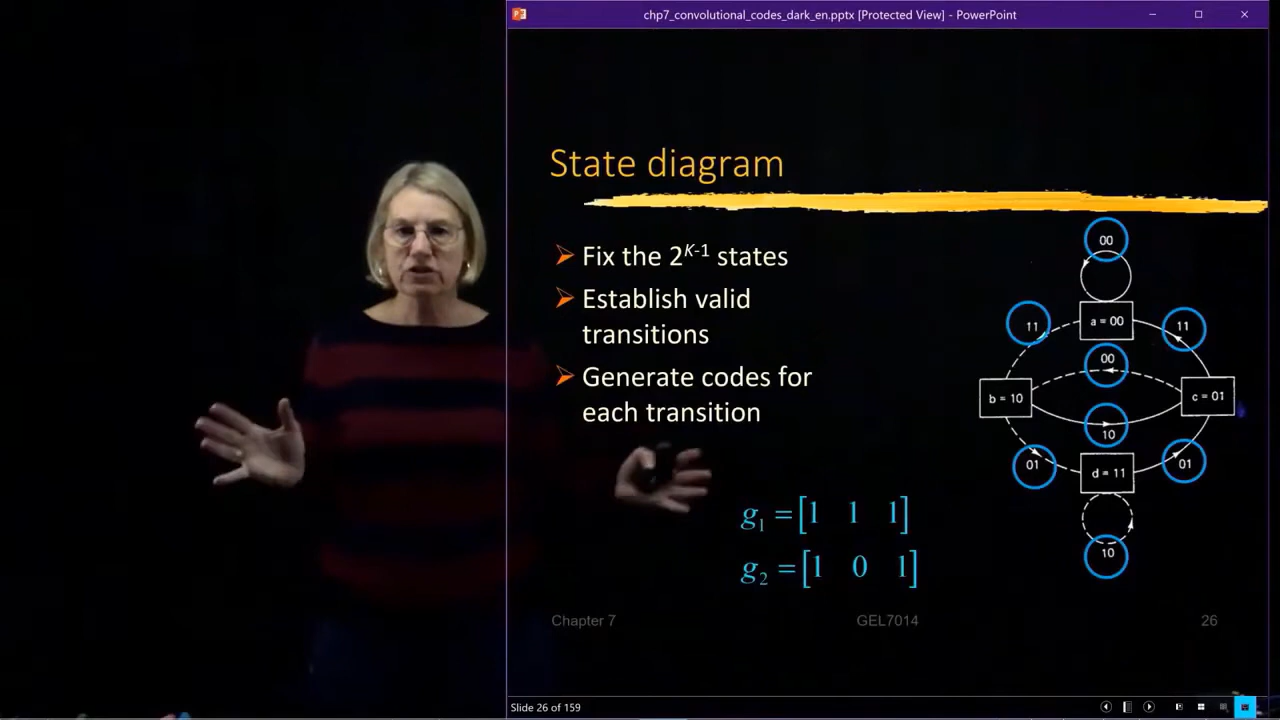 chp7_convolutional_codes_dark_en.pptx [Protected View] - PowerPoint
State diagram
Fix the 2^{K-1} states
Establish valid
transitions
Generate codes for
each transition
00
11
a = 00
11
00
b = 10
c = 01
10
01
d = 11
01
10
g_1 = [1 1 1]
g_2 = [1 0 1]
Chapter 7
GEL7014
26
Slide 26 of 159